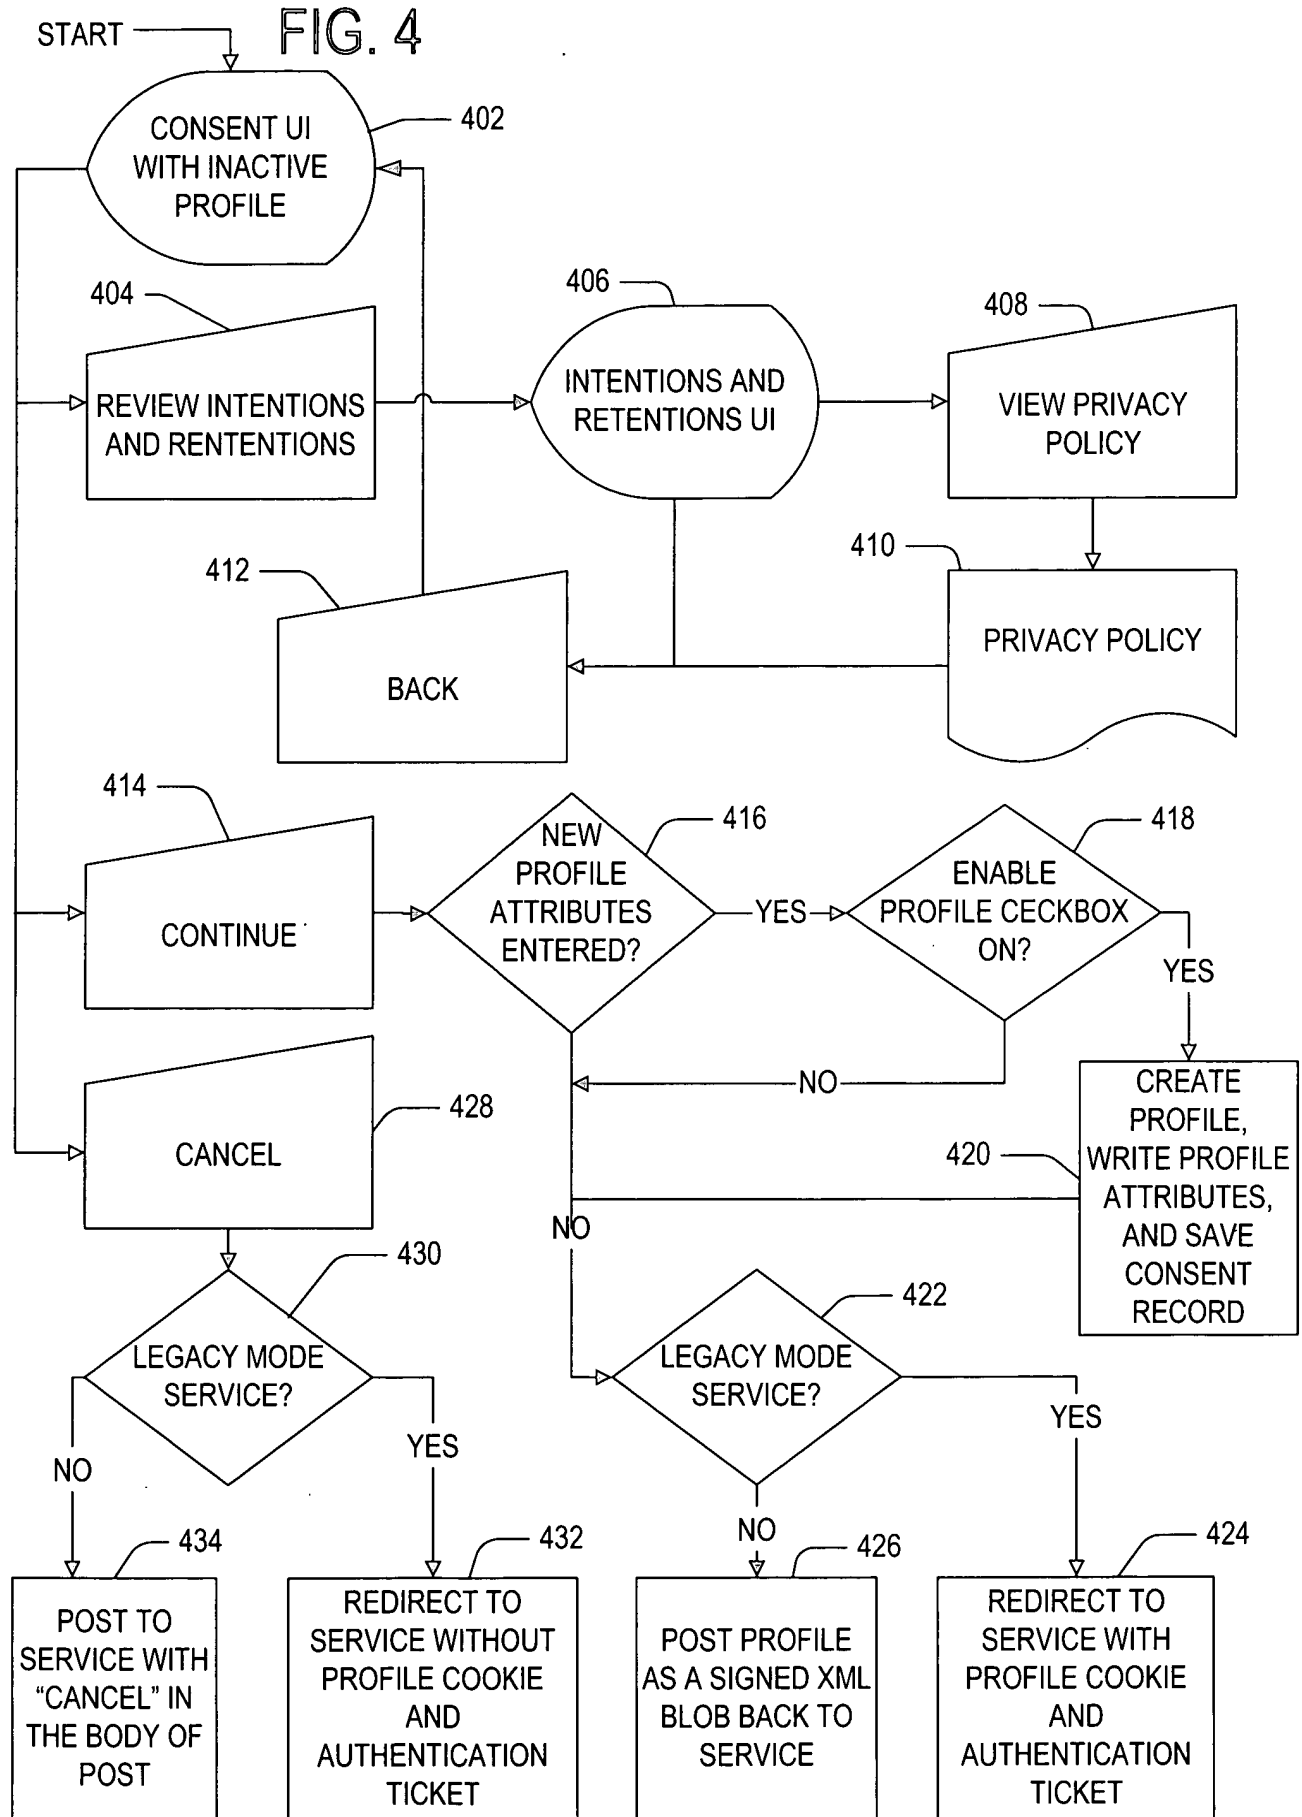 START
FIG. 4
CONSENT UI
WITH INACTIVE
PROFILE
402
404
REVIEW INTENTIONS
AND RENTENTIONS
406
INTENTIONS AND
RETENTIONS UI
408
VIEW PRIVACY
POLICY
410
PRIVACY POLICY
412
BACK
414
CONTINUE
416
NEW
PROFILE
ATTRIBUTES
ENTERED?
YES
418
ENABLE
PROFILE CECKBOX
ON?
YES
NO
420
CREATE
PROFILE,
WRITE PROFILE
ATTRIBUTES,
AND SAVE
CONSENT
RECORD
NO
428
CANCEL
430
LEGACY MODE
SERVICE?
NO
YES
422
LEGACY MODE
SERVICE?
YES
NO
434
POST TO
SERVICE WITH
“CANCEL” IN
THE BODY OF
POST
432
REDIRECT TO
SERVICE WITHOUT
PROFILE COOKIE
AND
AUTHENTICATION
TICKET
426
POST PROFILE
AS A SIGNED XML
BLOB BACK TO
SERVICE
424
REDIRECT TO
SERVICE WITH
PROFILE COOKIE
AND
AUTHENTICATION
TICKET